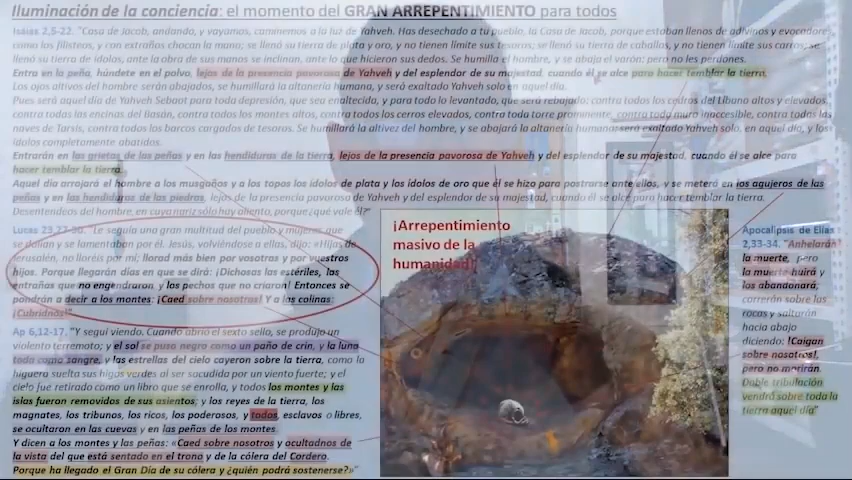 Iluminación de la conciencia: el momento del GRAN ARREPENTIMIENTO para todos
Isaías 2,5-22. "Casa de Jacob, andando, y vayamos, caminemos a la luz de Yahveh. Has desechado a tu pueblo, la Casa de Jacob, porque estaban llenos de adivinos y evocadores,
como los filisteos, y con extraños chocan la mano; se llenó su tierra de plata y oro, y no tienen límite sus tesoros; se llenó su tierra de caballos, y no tienen límite sus carros; se
llenó su tierra de ídolos, ante la obra de sus manos se inclinan, ante lo que hicieron sus dedos. Se humilla el hombre, y se abaja el varón: pero no les perdones.
Entra en la peña, húndete en el polvo, lejos de la presencia pavorosa de Yahveh y del esplendor de su majestad, cuando él se alce para hacer temblar la tierra.
Los ojos altivos del hombre serán abajados, se humillará la altanería humana, y será exaltado Yahveh solo en aquel día.
Pues será aquel día de Yahveh Sebaot para toda depresión, que sea enaltecida, y para todo lo levantado, que será rebajado: contra todos los cedros del Líbano altos y elevados,
contra todas las encinas del Basán, contra todos los montes altos, contra todos los cerros elevados, contra toda torre prominente, contra todo muro inaccesible, contra todas las
naves de Tarsis, contra todos los barcos cargados de tesoros. Se humillará la altivez del hombre, y se abajará la altanería humana; será exaltado Yahveh solo, en aquel día, y los
ídolos completamente abatidos.
Entrarán en las grietas de las peñas y en las hendiduras de la tierra, lejos de la presencia pavorosa de Yahveh y del esplendor de su majestad, cuando él se alce para
hacer temblar la tierra.
Aquel día arrojará el hombre a los musgaños y a los topos los ídolos de plata y los ídolos de oro que él se hizo para postrarse ante ellos, y se meterá en los agujeros de las
peñas y en las hendiduras de las piedras, lejos de la presencia pavorosa de Yahveh y del esplendor de su majestad, cuando él se alce para hacer temblar la tierra.
Desentendeos del hombre, en cuya nariz sólo hay aliento, porque ¿qué vale él?"
Lucas 23,27-30. "Le seguía una gran multitud del pueblo y mujeres que
se dolían y se lamentaban por él. Jesús, volviéndose a ellas, dijo: «Hijas de
Jerusalén, no lloréis por mí; llorad más bien por vosotras y por vuestros
hijos. Porque llegarán días en que se dirá: ¡Dichosas las estériles, las
entrañas que no engendraron y los pechos que no criaron! Entonces se
pondrán a decir a los montes: ¡Caed sobre nosotros! Y a las colinas:
¡Cubridnos!"
Ap 6,12-17. "Y seguí viendo. Cuando abrió el sexto sello, se produjo un
violento terremoto; y el sol se puso negro como un paño de crin, y la luna
toda como sangre, y las estrellas del cielo cayeron sobre la tierra, como la
higuera suelta sus higos verdes al ser sacudida por un viento fuerte; y el
cielo fue retirado como un libro que se enrolla, y todos los montes y las
islas fueron removidos de sus asientos; y los reyes de la tierra, los
magnates, los tribunos, los ricos, los poderosos, y todos, esclavos o libres,
se ocultaron en las cuevas y en las peñas de los montes.
Y dicen a los montes y las peñas: «Caed sobre nosotros y ocultadnos de
la vista del que está sentado en el trono y de la cólera del Cordero.
Porque ha llegado el Gran Día de su cólera y ¿quién podrá sostenerse?»"
¡Arrepentimiento
masivo de la
humanidad!
Apocalipsis de Elías
2,33-34. "Anhelarán
la muerte, pero
la muerte huirá y
los abandonará;
correrán sobre las
rocas y saltarán
hacia abajo
diciendo: ¡Caigan
sobre nosotros!,
pero no morirán.
Doble tribulación
vendrá sobre toda la
tierra aquel día"